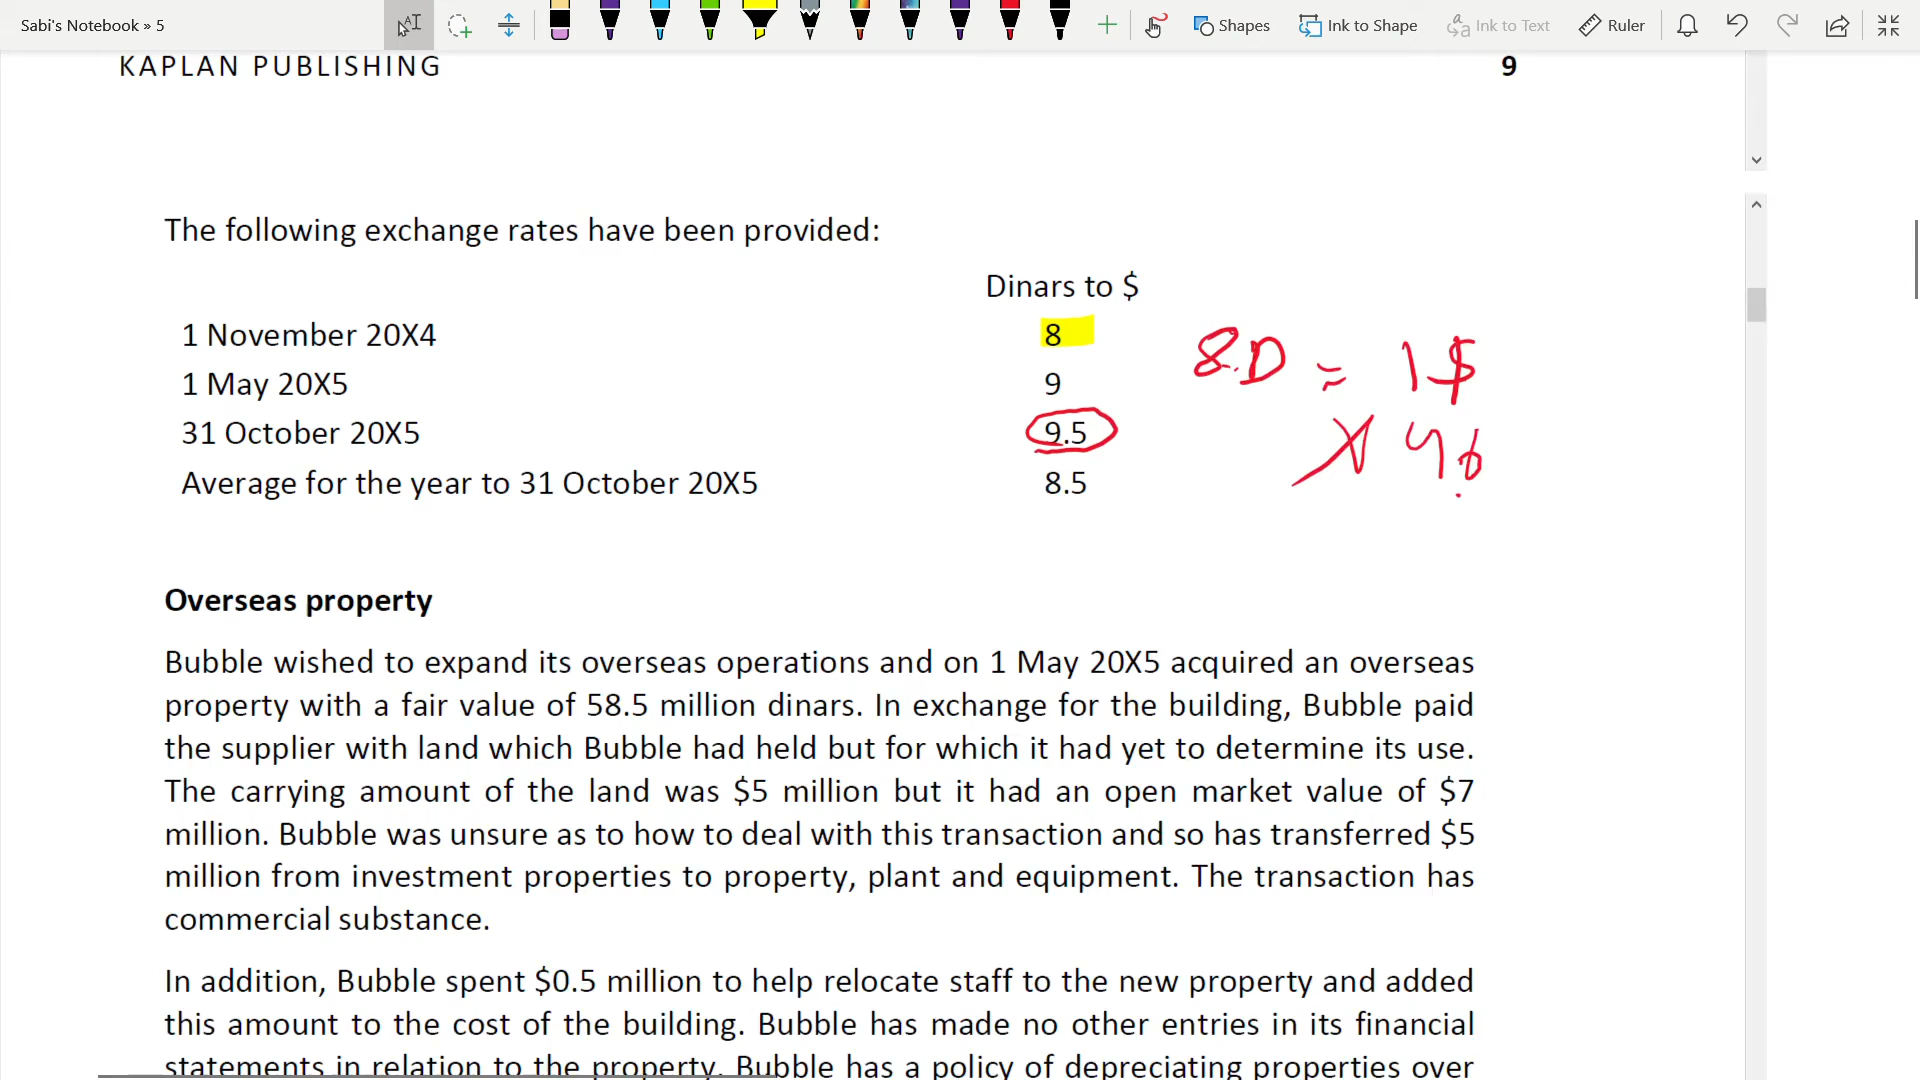 Sabi's Notebook » 5
Shapes
Ink to Shape
Ink to Text
Ruler
KAPLAN PUBLISHING 9
The following exchange rates have been provided:
Dinars to $
1 November 20X4 8
1 May 20X5 9
31 October 20X5 9.5
Average for the year to 31 October 20X5 8.5
8.D = 1$
Overseas property
Bubble wished to expand its overseas operations and on 1 May 20X5 acquired an overseas
property with a fair value of 58.5 million dinars. In exchange for the building, Bubble paid
the supplier with land which Bubble had held but for which it had yet to determine its use.
The carrying amount of the land was $5 million but it had an open market value of $7
million. Bubble was unsure as to how to deal with this transaction and so has transferred $5
million from investment properties to property, plant and equipment. The transaction has
commercial substance.
In addition, Bubble spent $0.5 million to help relocate staff to the new property and added
this amount to the cost of the building. Bubble has made no other entries in its financial
statements in relation to the property. Bubble has a policy of depreciating properties over